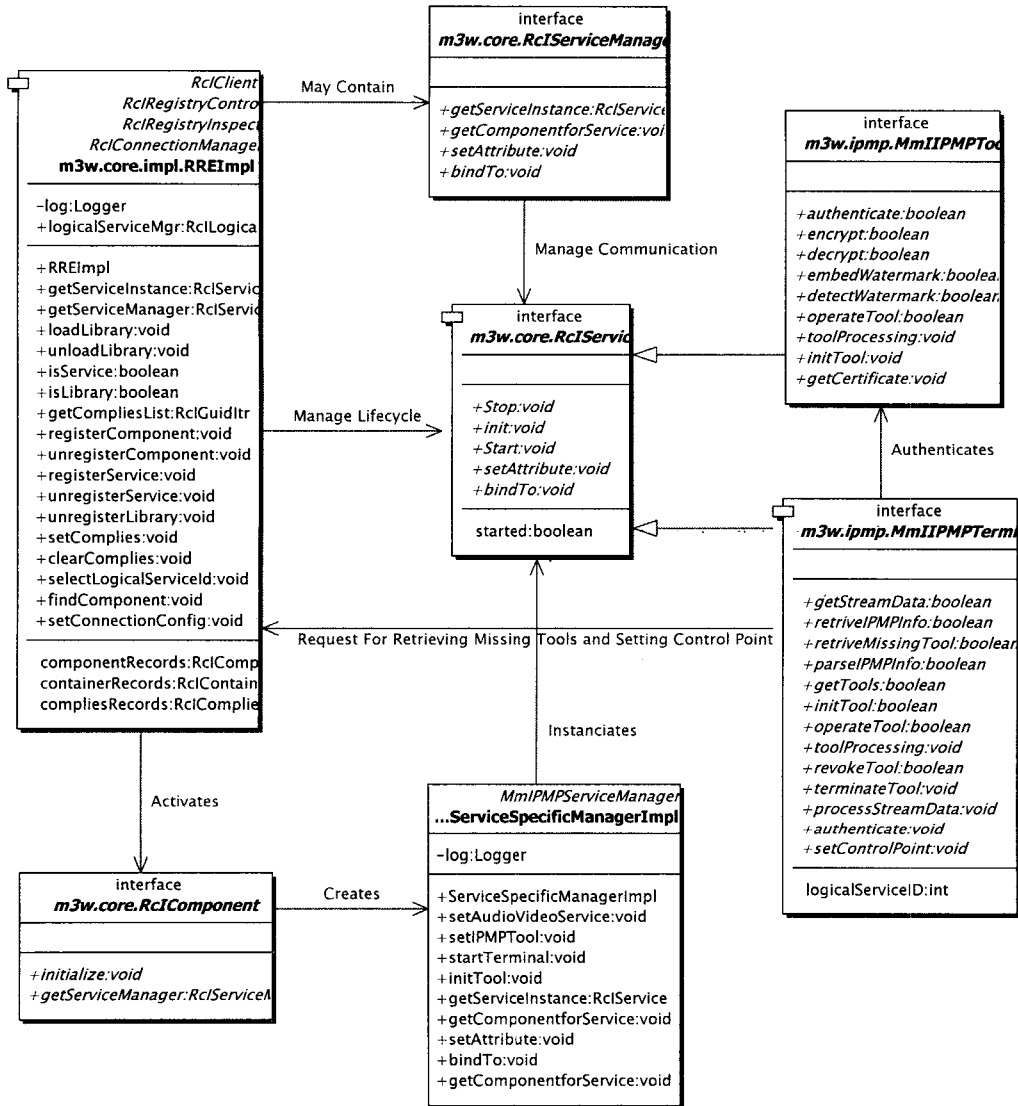 interface
m3w.core.RcIServiceManage
+getServiceInstance:RcIService
+getComponentforService:voi
+setAttribute:void
+bindTo:void
May Contain
RcIClient
RcIRegistryContro
RcIRegistryInspect
RcIConnectionManage
m3w.core.impl.RREImpl
-log:Logger
+logicalServiceMgr:RcILogica
+RREImpl
+getServiceInstance:RcIServic
+getServiceManager:RcIServic
+loadLibrary:void
+unloadLibrary:void
+isService:boolean
+isLibrary:boolean
+getCompliesList:RcIGuidItr
+registerComponent:void
+unregisterComponent:void
+registerService:void
+unregisterService:void
+unregisterLibrary:void
+setComplies:void
+clearComplies:void
+selectLogicalServiceId:void
+findComponent:void
+setConnectionConfig:void
componentRecords:RcIComp
containerRecords:RcIContain
compliesRecords:RcIComplie
interface
m3w.ipmp.MmIIPMPToo
+authenticate:boolean
+encrypt:boolean
+decrypt:boolean
+embedWatermark:boolea
+detectWatermark:boolean
+operateTool:boolean
+toolProcessing:void
+initTool:void
+getCertificate:void
Manage Communication
interface
m3w.core.RcIServic
+Stop:void
+init:void
+Start:void
+setAttribute:void
+bindTo:void
started:boolean
Manage Lifecycle
Authenticates
interface
m3w.ipmp.MmIIPMPTermi
+getStreamData:boolean
+retriveIPMPInfo:boolean
+retriveMissingTool:boolean
+parseIPMPInfo:boolean
+getTools:boolean
+initTool:boolean
+operateTool:boolean
+toolProcessing:void
+revokeTool:boolean
+terminateTool:void
+processStreamData:void
+authenticate:void
+setControlPoint:void
logicalServiceID:int
Request For Retrieving Missing Tools and Setting Control Point
Instanciates
Activates
MmIPMPServiceManager
...ServiceSpecificManagerImpl
-log:Logger
+ServiceSpecificManagerImpl
+setAudioVideoService:void
+setIPMPTool:void
+startTerminal:void
+initTool:void
+getServiceInstance:RcIService
+getComponentforService:void
+setAttribute:void
+bindTo:void
+getComponentforService:void
Creates
interface
m3w.core.RcIComponent
+initialize:void
+getServiceManager:RcIServiceM